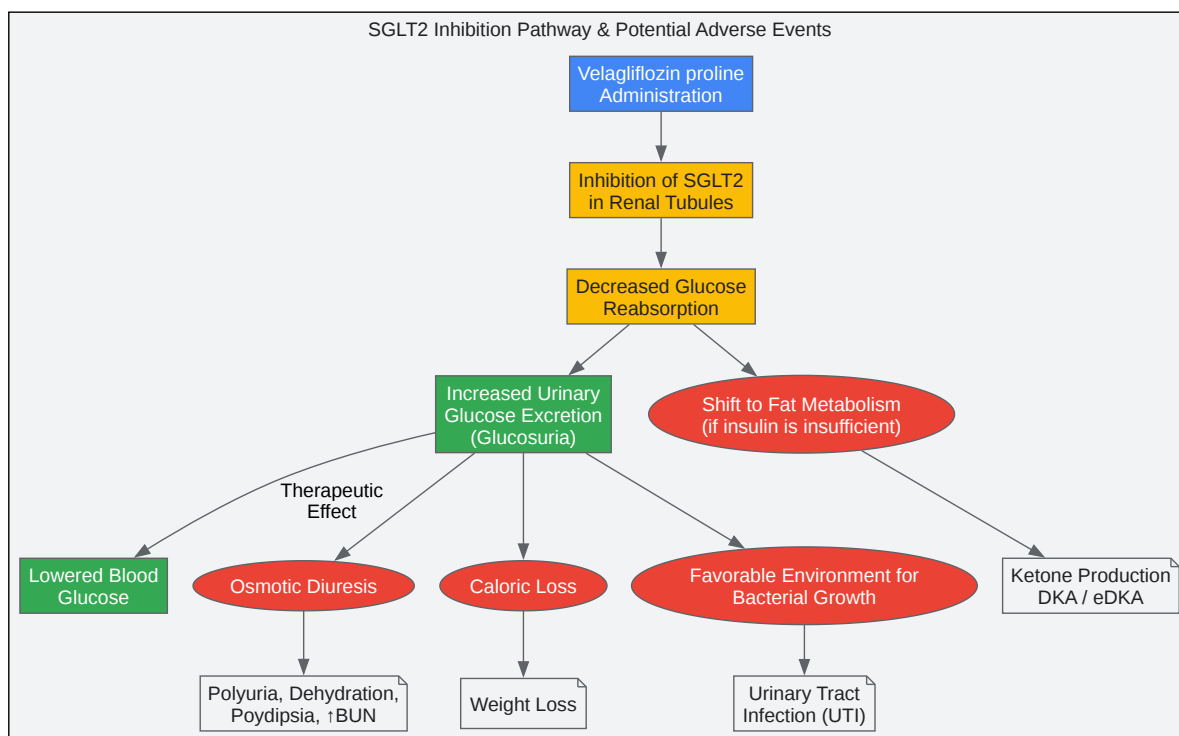 SGLT2 Inhibition Pathway & Potential Adverse Events
Velagliflozin proline
Administration
Inhibition of SGLT2
in Renal Tubules
Decreased Glucose
Reabsorption
Increased Urinary
Glucose Excretion
(Glucosuria)
Shift to Fat Metabolism
(if insulin is insufficient)
Therapeutic
Effect
Lowered Blood
Glucose
Osmotic Diuresis
Caloric Loss
Favorable Environment for
Bacterial Growth
Ketone Production
DKA / eDKA
Polyuria, Dehydration,
Poydipsia, ↑BUN
Weight Loss
Urinary Tract
Infection (UTI)